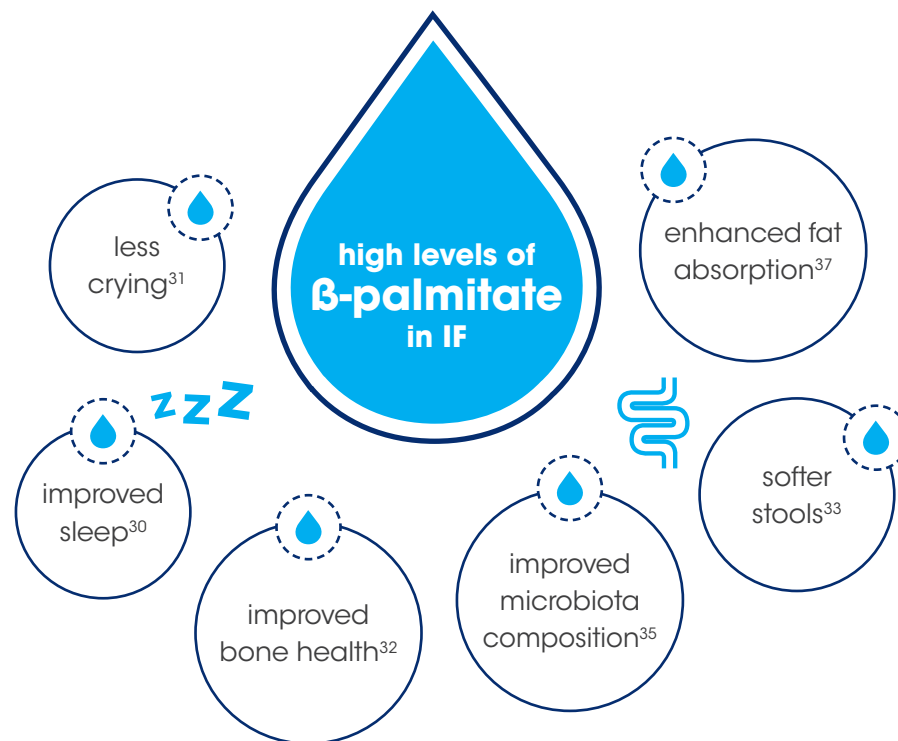 high levels of
ß-palmitate
in IF
less
crying³¹
enhanced fat
absorption³⁷
zzz
improved
sleep³⁰
softer
stools³³
improved
bone health³²
improved
microbiota
composition³⁵